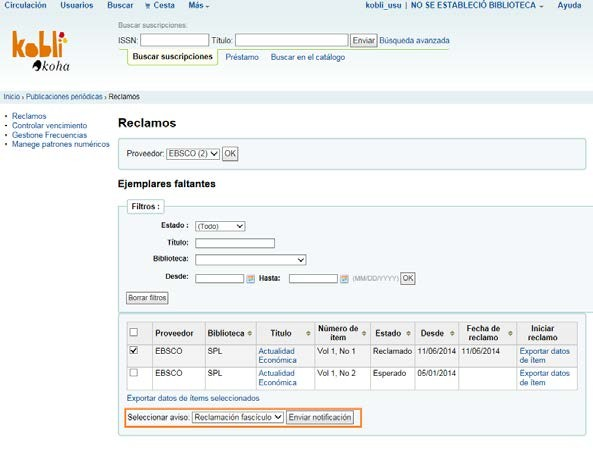 Circulación Usuarios Buscar Cesta Más kobli_usu | NO SE ESTABLECIÓ BIBLIOTECA Ayuda
Buscar suscripciones:
ISSN: Título: Enviar Búsqueda avanzada
Buscar suscripciones Préstamo Buscar en el catálogo
kobli
koha
Inicio › Publicaciones periódicas › Reclamos
Reclamos
Controlar vencimiento
Gestione Frecuencias
Manege patrones numéricos
Reclamos
Proveedor: EBSCO (2) OK
Ejemplares faltantes
Filtros :
Estado : (Todo)
Título:
Biblioteca:
Desde: Hasta: (MM/DD/YYYY) OK
Borrar filtros
Proveedor Biblioteca Título Número de ítem Estado Desde Fecha de reclamo Iniciar reclamo
EBSCO SPL Actualidad Económica Vol 1, No 1 Reclamado 11/06/2014 11/06/2014 Exportar datos de ítem
EBSCO SPL Actualidad Económica Vol 1, No 2 Esperado 06/01/2014 Exportar datos de ítem
Exportar datos de ítems seleccionados
Seleccionar aviso: Reclamación fascículo Enviar notificación